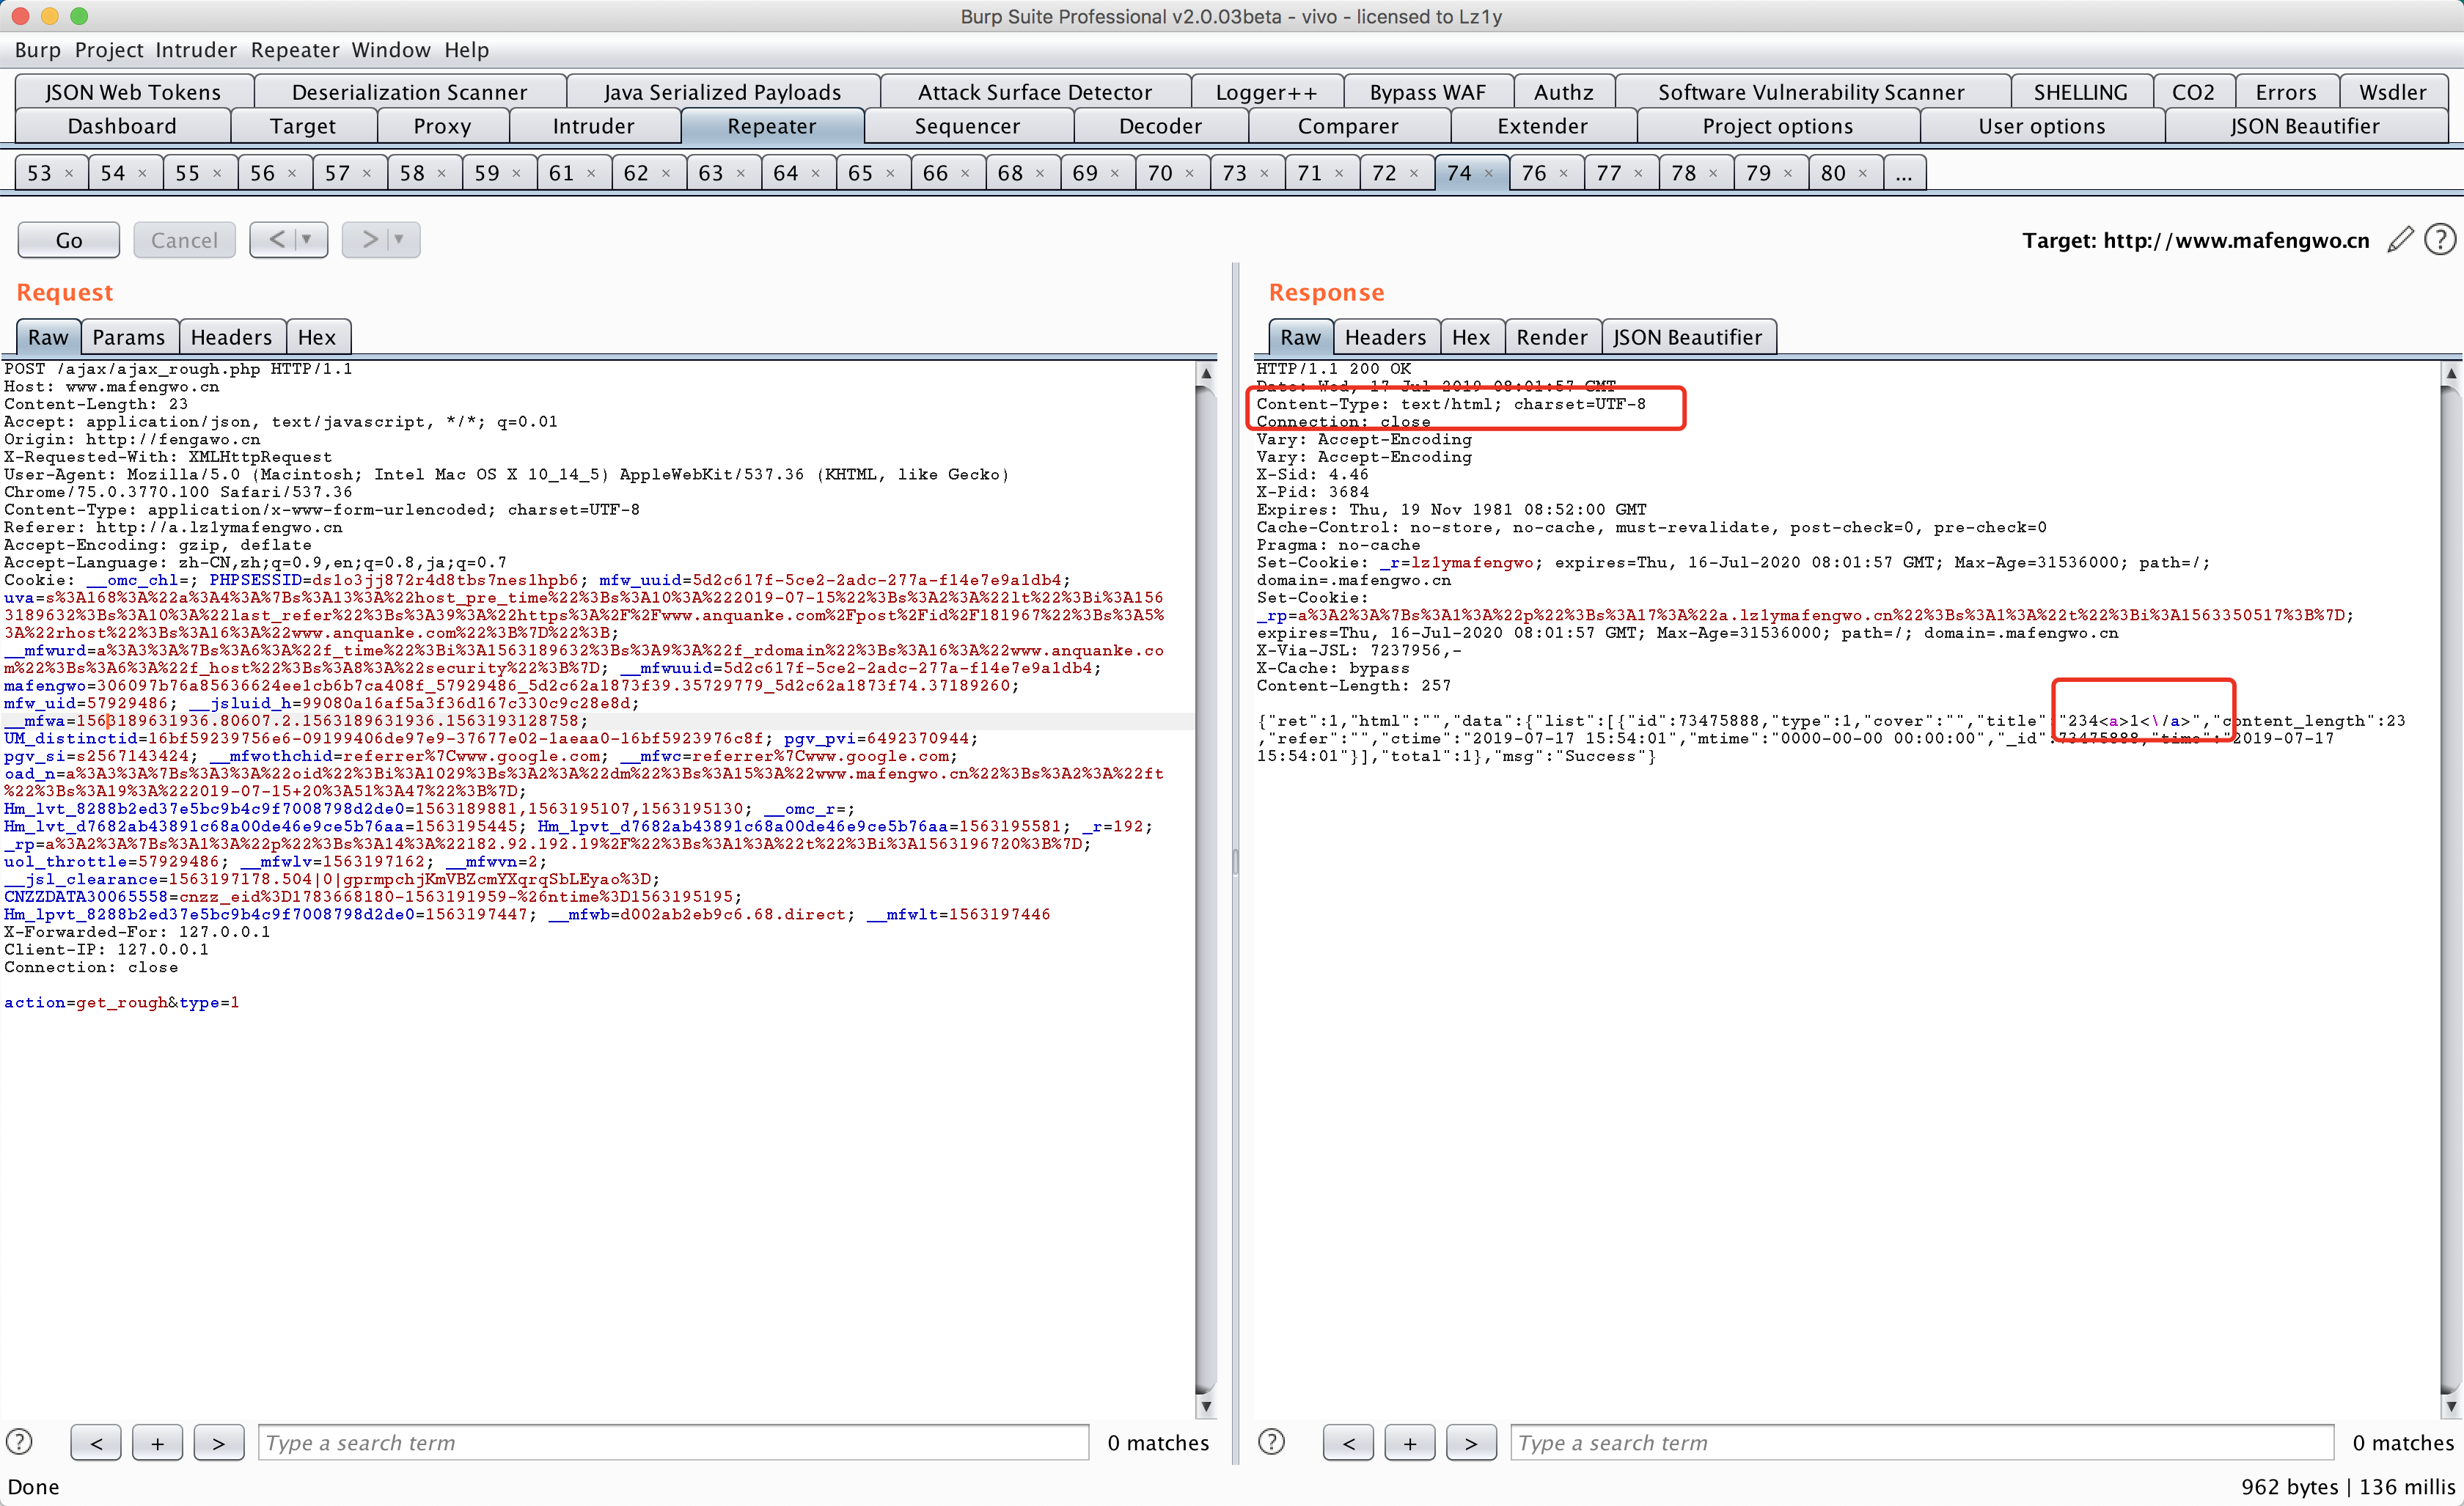 Burp Suite Professional v2.0.03beta - vivo - licensed to Lz1y
Burp Project Intruder Repeater Window Help
JSON Web Tokens Deserialization Scanner Java Serialized Payloads Attack Surface Detector Logger++ Bypass WAF Authz Software Vulnerability Scanner SHELLING CO2 Errors Wsdler
Dashboard Target Proxy Intruder Repeater Sequencer Decoder Comparer Extender Project options User options JSON Beautifier
53 × 54 × 55 × 56 × 57 × 58 × 59 × 61 × 62 × 63 × 64 × 65 × 66 × 68 × 69 × 70 × 73 × 71 × 72 × 74 × 76 × 77 × 78 × 79 × 80 × ...
Go Cancel < ▼ > ▼ Target: http://www.mafengwo.cn ?
Request
Raw Params Headers Hex
POST /ajax/ajax_rough.php HTTP/1.1
Host: www.mafengwo.cn
Content-Length: 23
Accept: application/json, text/javascript, */*; q=0.01
Origin: http://fengawo.cn
X-Requested-With: XMLHttpRequest
User-Agent: Mozilla/5.0 (Macintosh; Intel Mac OS X 10_14_5) AppleWebKit/537.36 (KHTML, like Gecko)
Chrome/75.0.3770.100 Safari/537.36
Content-Type: application/x-www-form-urlencoded; charset=UTF-8
Referer: http://a.lz1ymafengwo.cn
Accept-Encoding: gzip, deflate
Accept-Language: zh-CN,zh;q=0.9,en;q=0.8,ja;q=0.7
Cookie: __omc_chl=; PHPSESSID=ds1o3jj872r4d8tbs7nes1hpb6; mfw_uuid=5d2c617f-5ce2-2adc-277a-f14e7e9a1db4;
uva=s%3A168%3A%22a%3A4%3A%7Bs%3A13%3A%22host_pre_time%22%3Bs%3A10%3A%222019-07-15%22%3Bs%3A2%3A%22lt%22%3Bi%3A156
3189632%3Bs%3A10%3A%22last_refer%22%3Bs%3A39%3A%22https%3A%2F%2Fwww.anquanke.com%2Fpost%2Fid%2F181967%22%3Bs%3A5%
3A%22rhost%22%3Bs%3A16%3A%22www.anquanke.com%22%3B%7D%22%3B;
__mfwurd=a%3A3%3A%7Bs%3A6%3A%22f_time%22%3Bi%3A1563189632%3Bs%3A9%3A%22f_rdomain%22%3Bs%3A16%3A%22www.anquanke.co
m%22%3Bs%3A6%3A%22f_host%22%3Bs%3A8%3A%22security%22%3B%7D; __mfwuuid=5d2c617f-5ce2-2adc-277a-f14e7e9a1db4;
mafengwo=306097b76a85636624ee1cb6b7ca408f_57929486_5d2c62a1873f39.35729779_5d2c62a1873f74.37189260;
mfw_uid=57929486; __jsluid_h=99080a16af5a3f36d167c330c9c28e8d;
__mfwa=1563189631936.80607.2.1563189631936.1563193128758;
UM_distinctid=16bf59239756e6-09199406de97e9-37677e02-1aeaa0-16bf5923976c8f; pgv_pvi=6492370944;
pgv_si=s2567143424; __mfwothchid=referrer%7Cwww.google.com; __mfwc=referrer%7Cwww.google.com;
oad_n=a%3A3%3A%7Bs%3A3%3A%22oid%22%3Bi%3A1029%3Bs%3A2%3A%22dm%22%3Bs%3A15%3A%22www.mafengwo.cn%22%3Bs%3A2%3A%22ft
%22%3Bs%3A19%3A%222019-07-15+20%3A51%3A47%22%3B%7D;
Hm_lvt_8288b2ed37e5bc9b4c9f7008798d2de0=1563189881,1563195107,1563195130; __omc_r=;
Hm_lvt_d7682ab43891c68a00de46e9ce5b76aa=1563195445; Hm_lpvt_d7682ab43891c68a00de46e9ce5b76aa=1563195581; _r=192;
_rp=a%3A2%3A%7Bs%3A1%3A%22p%22%3Bs%3A14%3A%22182.92.192.19%2F%22%3Bs%3A1%3A%22t%22%3Bi%3A1563196720%3B%7D;
uol_throttle=57929486; __mfwlv=1563197162; __mfwvn=2;
__jsl_clearance=1563197178.504|0|gprmpchjKmVBZcmYXqrqSbLEyao%3D;
CNZZDATA30065558=cnzz_eid%3D1783668180-1563191959-%26ntime%3D1563195195;
Hm_lpvt_8288b2ed37e5bc9b4c9f7008798d2de0=1563197447; __mfwb=d002ab2eb9c6.68.direct; __mfwlt=1563197446
X-Forwarded-For: 127.0.0.1
Client-IP: 127.0.0.1
Connection: close
action=get_rough&type=1
Response
Raw Headers Hex Render JSON Beautifier
HTTP/1.1 200 OK
Date: Wed, 17 Jul 2019 08:01:57 GMT
Content-Type: text/html; charset=UTF-8
Connection: close
Vary: Accept-Encoding
Vary: Accept-Encoding
X-Sid: 4.46
X-Pid: 3684
Expires: Thu, 19 Nov 1981 08:52:00 GMT
Cache-Control: no-store, no-cache, must-revalidate, post-check=0, pre-check=0
Pragma: no-cache
Set-Cookie: _r=lz1ymafengwo; expires=Thu, 16-Jul-2020 08:01:57 GMT; Max-Age=31536000; path=/;
domain=.mafengwo.cn
Set-Cookie:
_rp=a%3A2%3A%7Bs%3A1%3A%22p%22%3Bs%3A17%3A%22a.lz1ymafengwo.cn%22%3Bs%3A1%3A%22t%22%3Bi%3A1563350517%3B%7D;
expires=Thu, 16-Jul-2020 08:01:57 GMT; Max-Age=31536000; path=/; domain=.mafengwo.cn
X-Via-JSL: 7237956,-
X-Cache: bypass
Content-Length: 257
{"ret":1,"html":"","data":{"list":[{"id":73475888,"type":1,"cover":"","title":"234<a>1<\/a>","content_length":23
,"refer":"","ctime":"2019-07-17 15:54:01","mtime":"0000-00-00 00:00:00","_id":73475888,"time":"2019-07-17
15:54:01"}],"total":1},"msg":"Success"}
? < + > Type a search term 0 matches
? < + > Type a search term 0 matches
Done 962 bytes | 136 millis